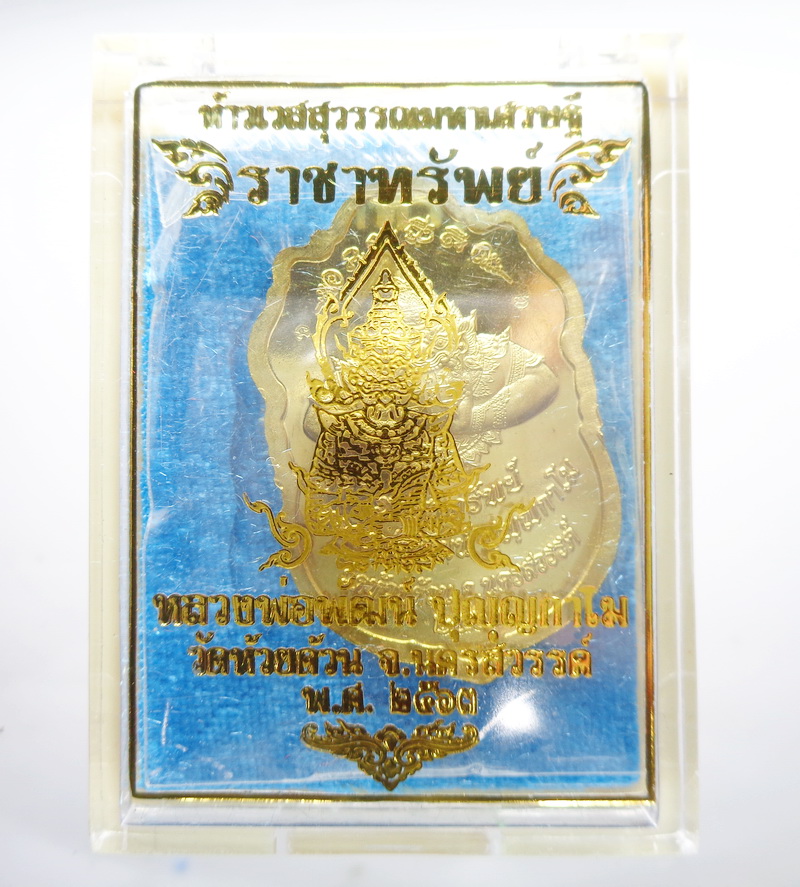 ท้าวเวสสุวรรณมหาเศรษฐี
ราชาทรัพย์
หลวงพ่อพัฒน์ ปุญญกาโม
วัดห้วยด้วน จ.นครสวรรค์
พ.ศ. ๒๕๖๓